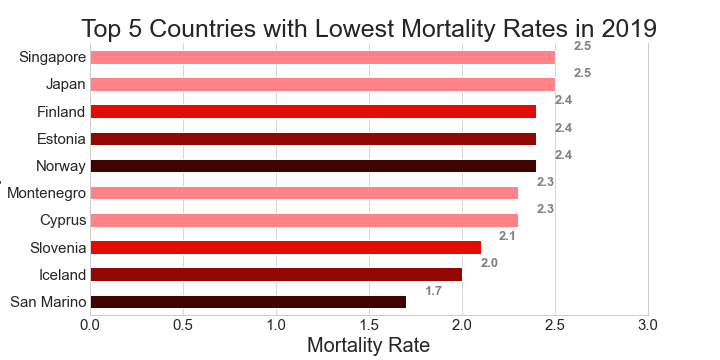 Top 5 Countries with Lowest Mortality Rates in 2019
Singapore 2.5
Japan 2.5
Finland 2.4
Estonia 2.4
Norway 2.4
Montenegro 2.3
Cyprus 2.3
Slovenia 2.1
Iceland 2.0
San Marino 1.7
0.0 0.5 1.0 1.5 2.0 2.5 3.0
Mortality Rate